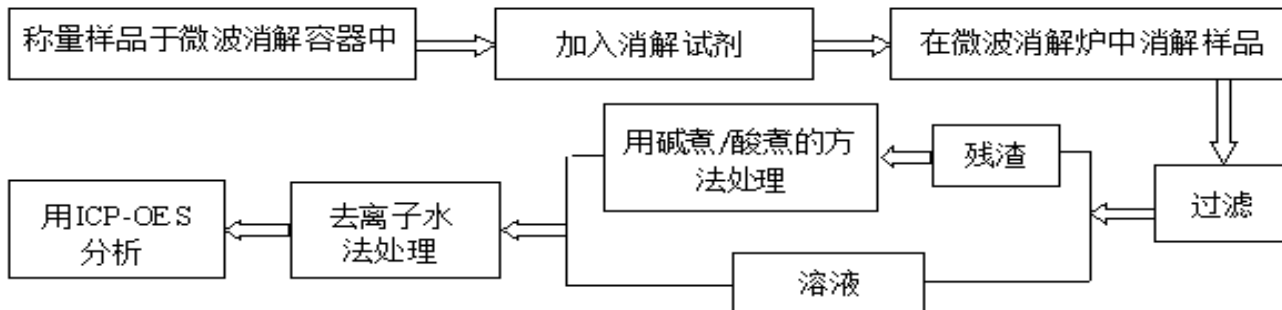 称量样品于微波消解容器中
加入消解试剂
在微波消解炉中消解样品
过滤
残渣
用碱煮/酸煮的方
法处理
溶液
去离子水
法处理
用ICP-OES
分析